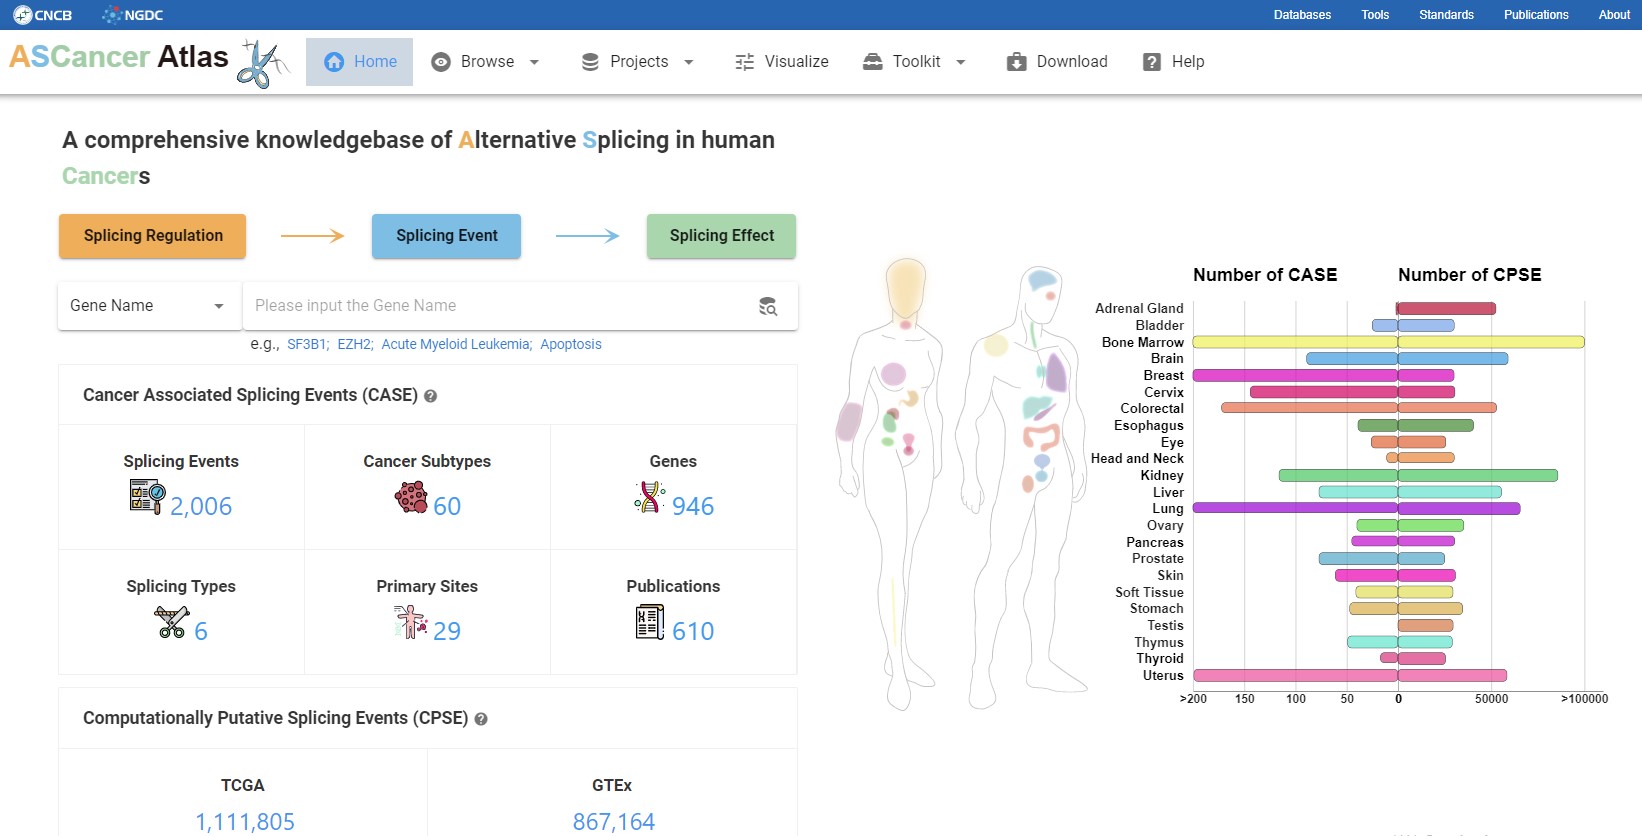 CNCB NGDC Databases Tools Standards Publications About
ASCancer Atlas Home Browse Projects Visualize Toolkit Download Help
A comprehensive knowledgebase of Alternative Splicing in human
Cancers
Splicing Regulation Splicing Event Splicing Effect
Gene Name Please input the Gene Name
e.g., SF3B1; EZH2; Acute Myeloid Leukemia; Apoptosis
Cancer Associated Splicing Events (CASE)
Splicing Events Cancer Subtypes Genes
2,006 60 946
Splicing Types Primary Sites Publications
6 29 610
Computationally Putative Splicing Events (CPSE)
TCGA GTEx
1,111,805 867,164
Number of CASE Number of CPSE
Adrenal Gland
Bladder
Bone Marrow
Brain
Breast
Cervix
Colorectal
Esophagus
Eye
Head and Neck
Kidney
Liver
Lung
Ovary
Pancreas
Prostate
Skin
Soft Tissue
Stomach
Testis
Thymus
Thyroid
Uterus
>200 150 100 50 0 50000 >100000